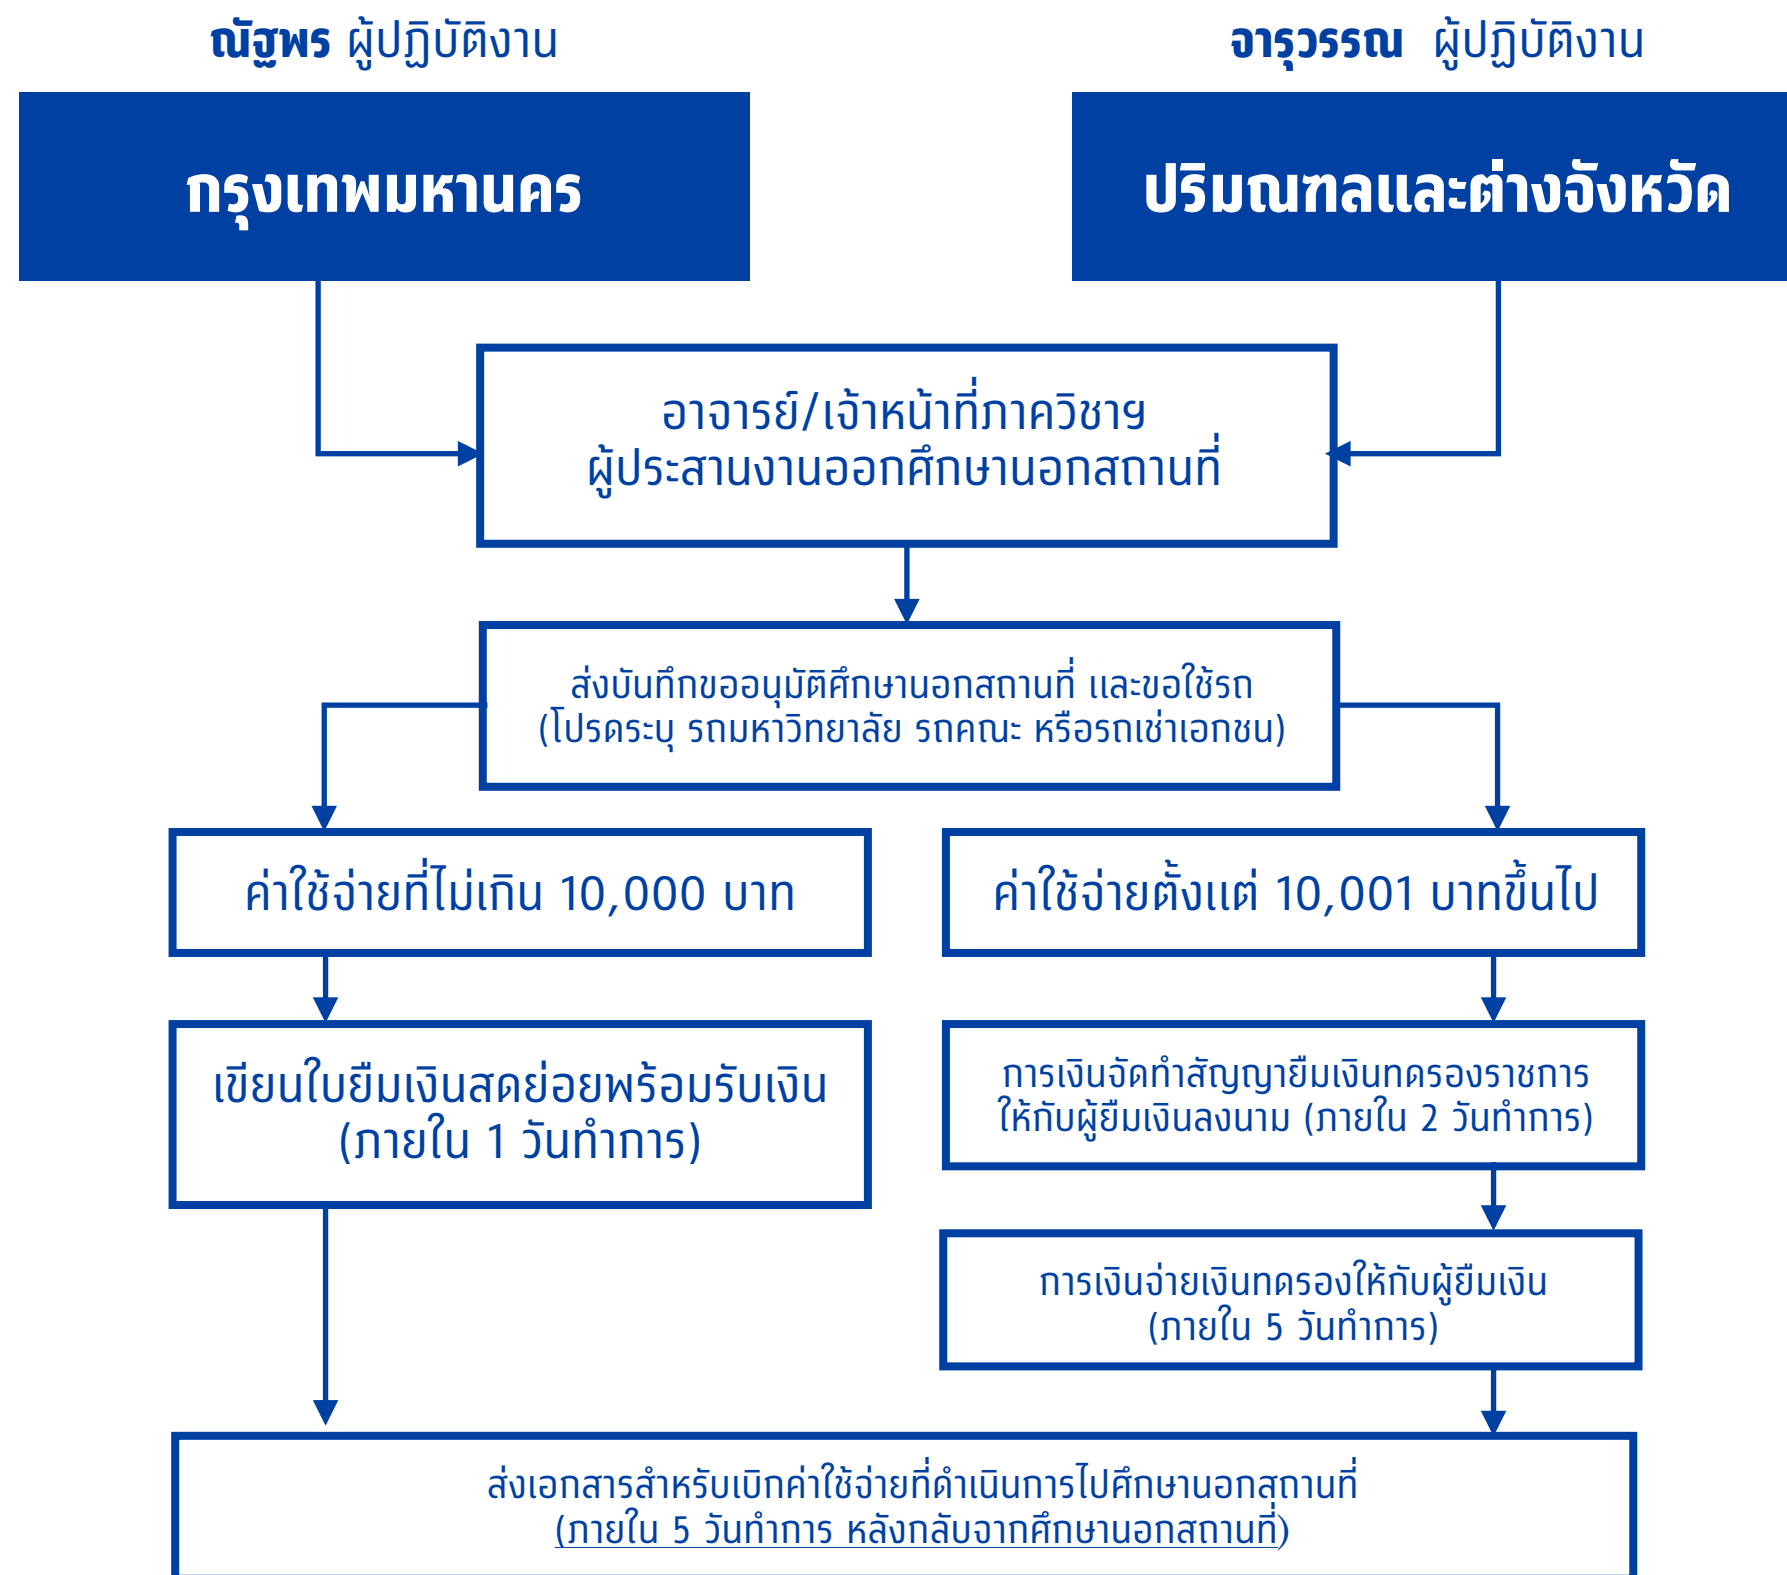 ณัฐพร ผู้ปฏิบัติงาน
จารุวรรณ ผู้ปฏิบัติงาน
กรุงเทพมหานคร
ปริมณฑลและต่างจังหวัด
อาจารย์/เจ้าหน้าที่ภาควิชาฯ
ผู้ประสานงานออกศึกษานอกสถานที่
ส่งบันทึกขออนุมัติศึกษานอกสถานที่ และขอใช้รถ
(โปรดระบุ รถมหาวิทยาลัย รถคณะ หรือรถเช่าเอกชน)
ค่าใช้จ่ายที่ไม่เกิน 10,000 บาท
ค่าใช้จ่ายตั้งแต่ 10,001 บาทขึ้นไป
เขียนใบยืมเงินสดย่อยพร้อมรับเงิน
(ภายใน 1 วันทำการ)
การเงินจัดทำสัญญายืมเงินทดรองราชการ
ให้กับผู้ยืมเงินลงนาม (ภายใน 2 วันทำการ)
การเงินจ่ายเงินทดรองให้กับผู้ยืมเงิน
(ภายใน 5 วันทำการ)
ส่งเอกสารสำหรับเบิกค่าใช้จ่ายที่ดำเนินการไปศึกษานอกสถานที่
(ภายใน 5 วันทำการ หลังกลับจากศึกษานอกสถานที่)